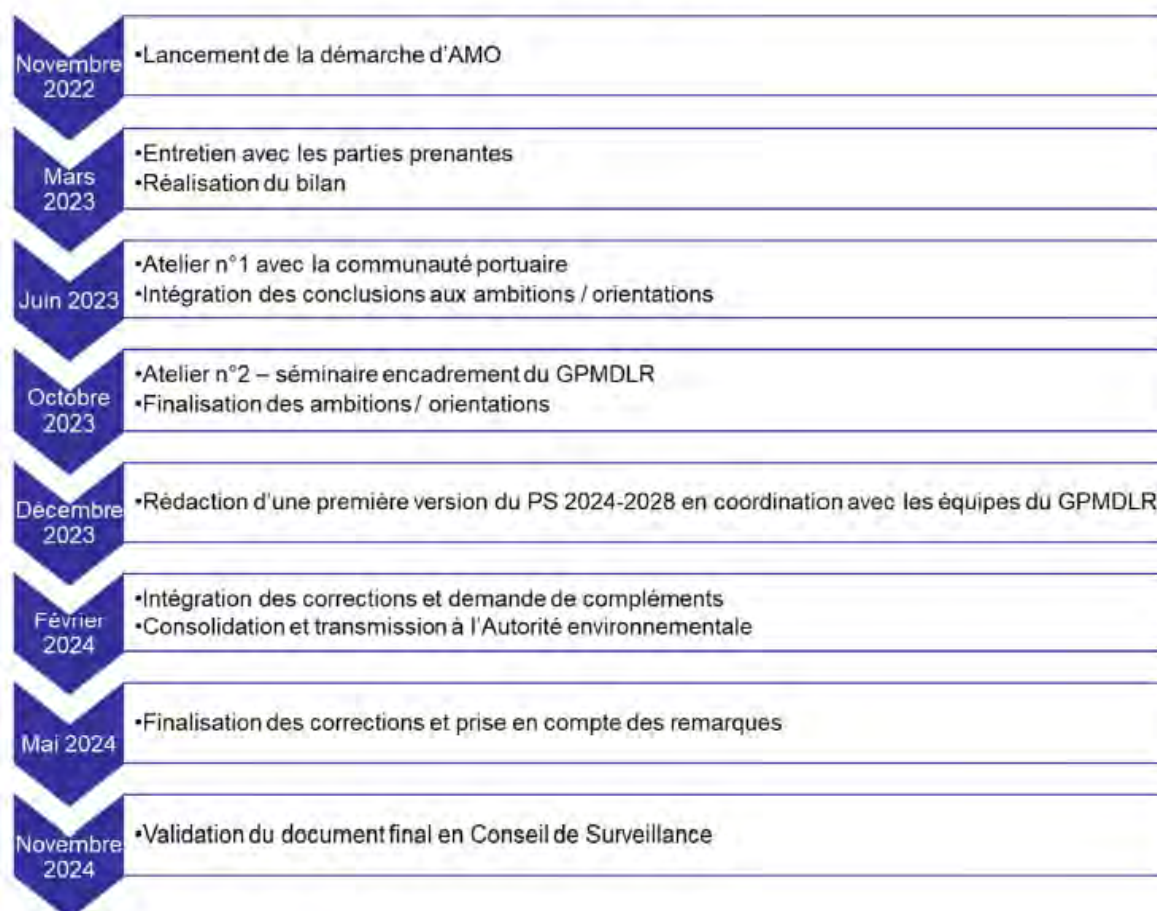 Novembre
2022
•Lancement de la démarche d'AMO
Mars
2023
•Entretien avec les parties prenantes
•Réalisation du bilan
Juin 2023
•Atelier n°1 avec la communauté portuaire
•Intégration des conclusions aux ambitions / orientations
Octobre
2023
•Atelier n°2 – séminaire encadrement du GPMDLR
•Finalisation des ambitions / orientations
Décembre
2023
•Rédaction d'une première version du PS 2024-2028 en coordination avec les équipes du GPMDLR
Février
2024
•Intégration des corrections et demande de compléments
•Consolidation et transmission à l'Autorité environnementale
Mai 2024
•Finalisation des corrections et prise en compte des remarques
Novembre
2024
•Validation du document final en Conseil de Surveillance